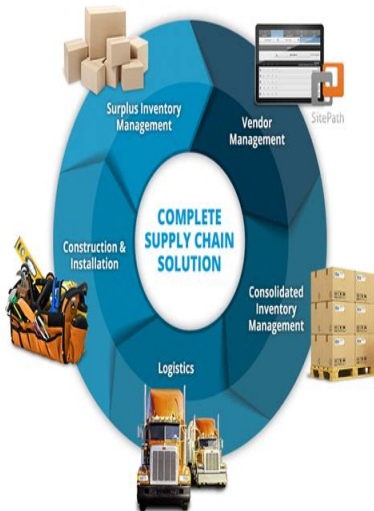 Surplus Inventory
Management
Vendor
Management
SitePath
Construction &
Installation
COMPLETE
SUPPLY CHAIN
SOLUTION
Consolidated
Inventory
Management
Logistics